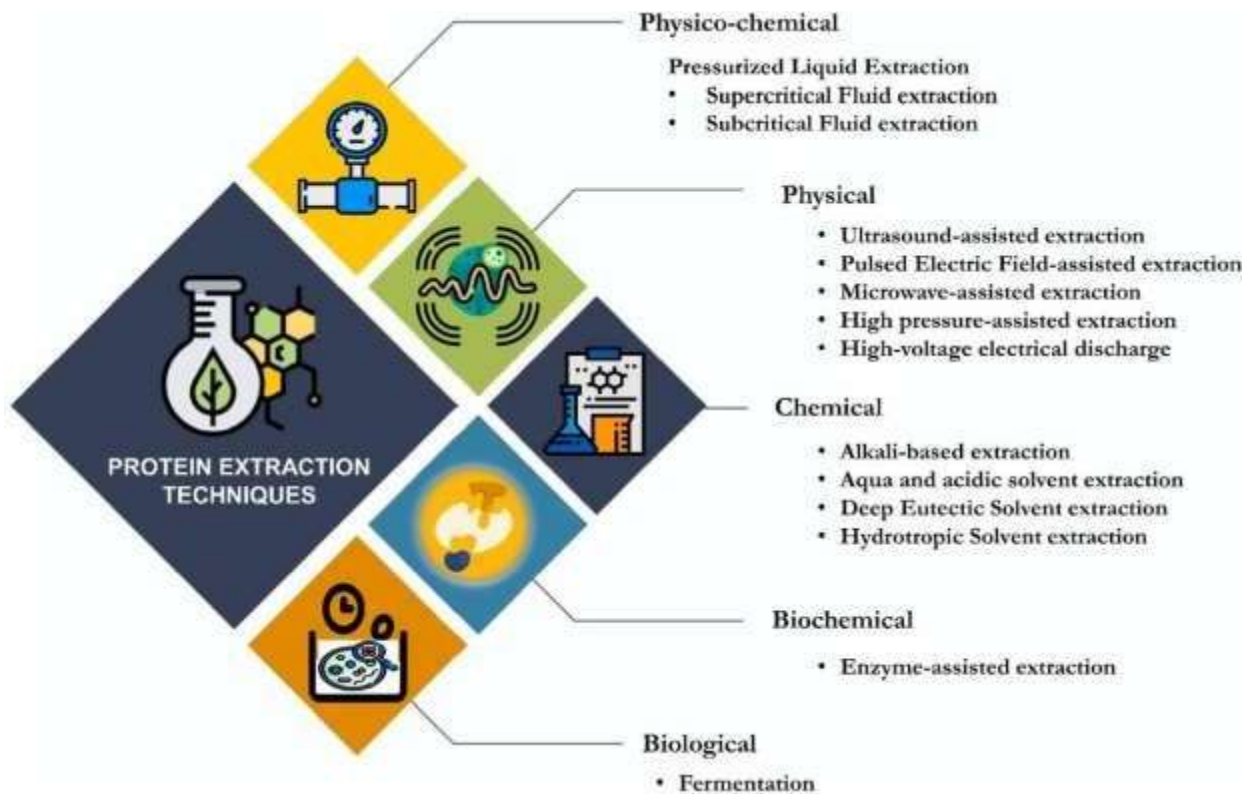 Physico-chemical
Pressurized Liquid Extraction
• Supercritical Fluid extraction
• Subcritical Fluid extraction
Physical
• Ultrasound-assisted extraction
• Pulsed Electric Field-assisted extraction
• Microwave-assisted extraction
• High pressure-assisted extraction
• High-voltage electrical discharge
PROTEIN EXTRACTION
TECHNIQUES
Chemical
• Alkali-based extraction
• Aqua and acidic solvent extraction
• Deep Eutectic Solvent extraction
• Hydrotropic Solvent extraction
Biochemical
• Enzyme-assisted extraction
Biological
• Fermentation